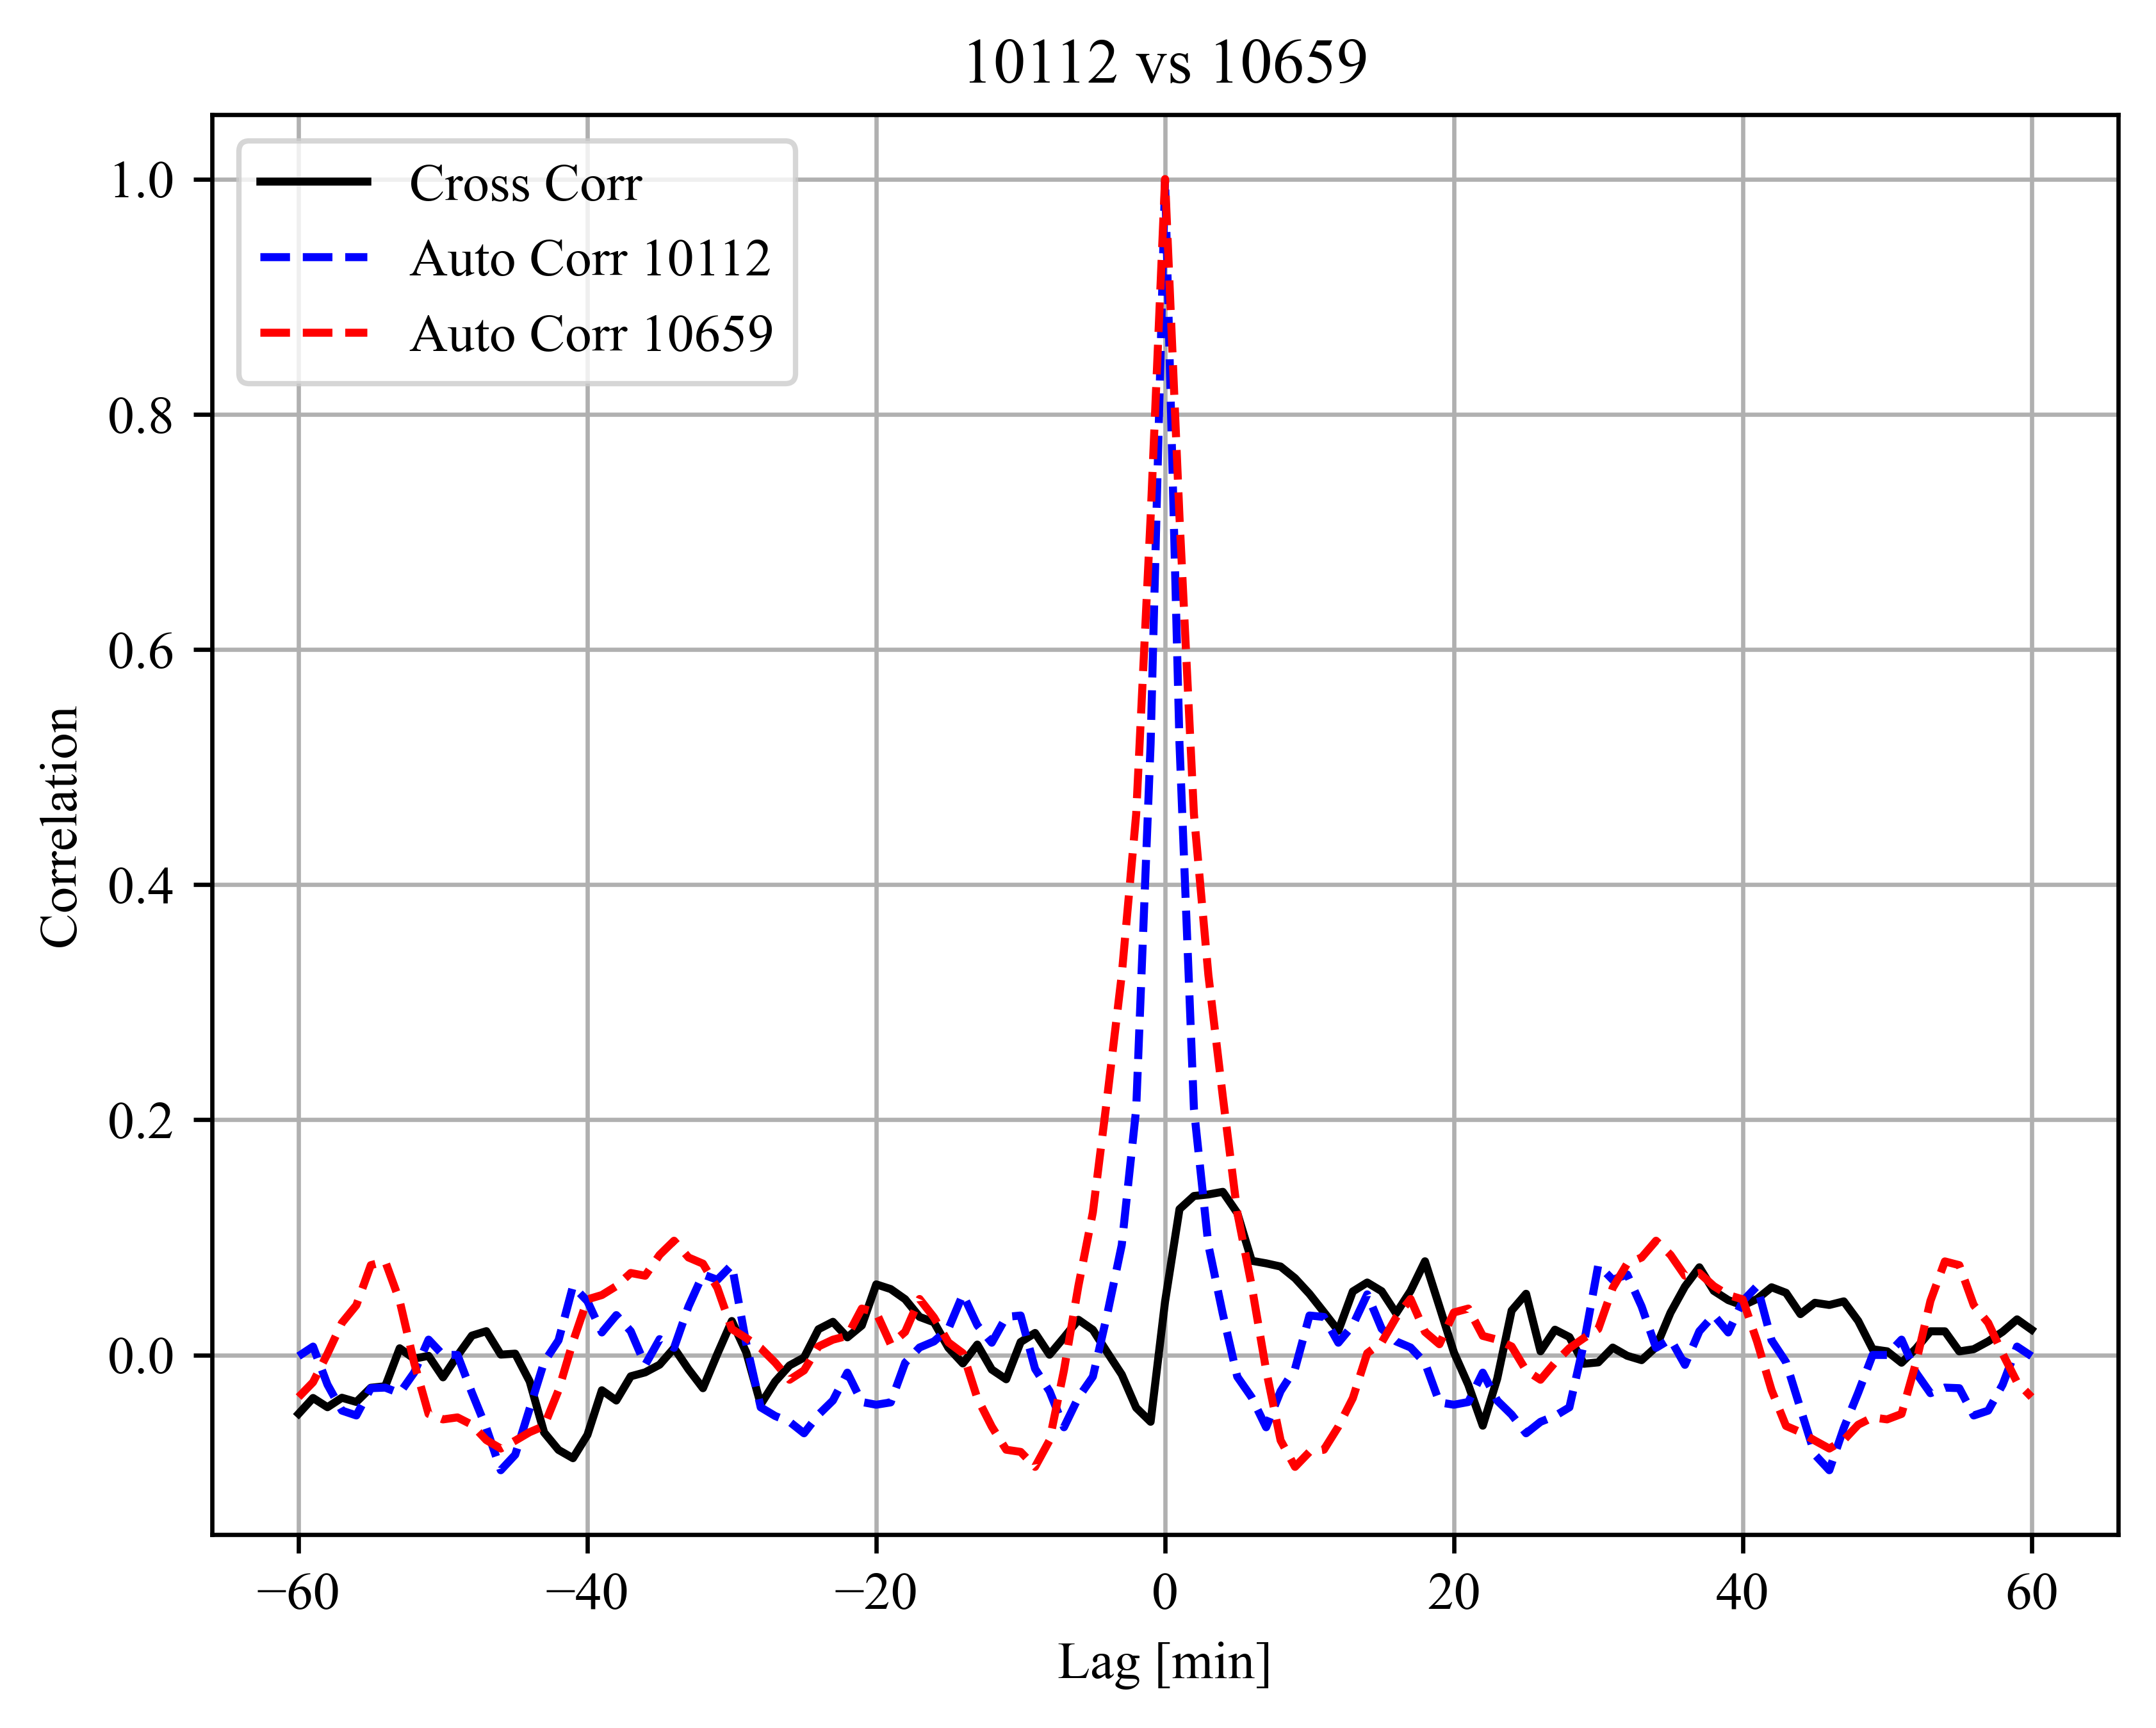 10112 vs 10659
Cross Corr
Auto Corr 10112
Auto Corr 10659
1.0
0.8
0.6
0.4
0.2
0.0
Correlation
−60 −40 −20 0 20 40 60
Lag [min]